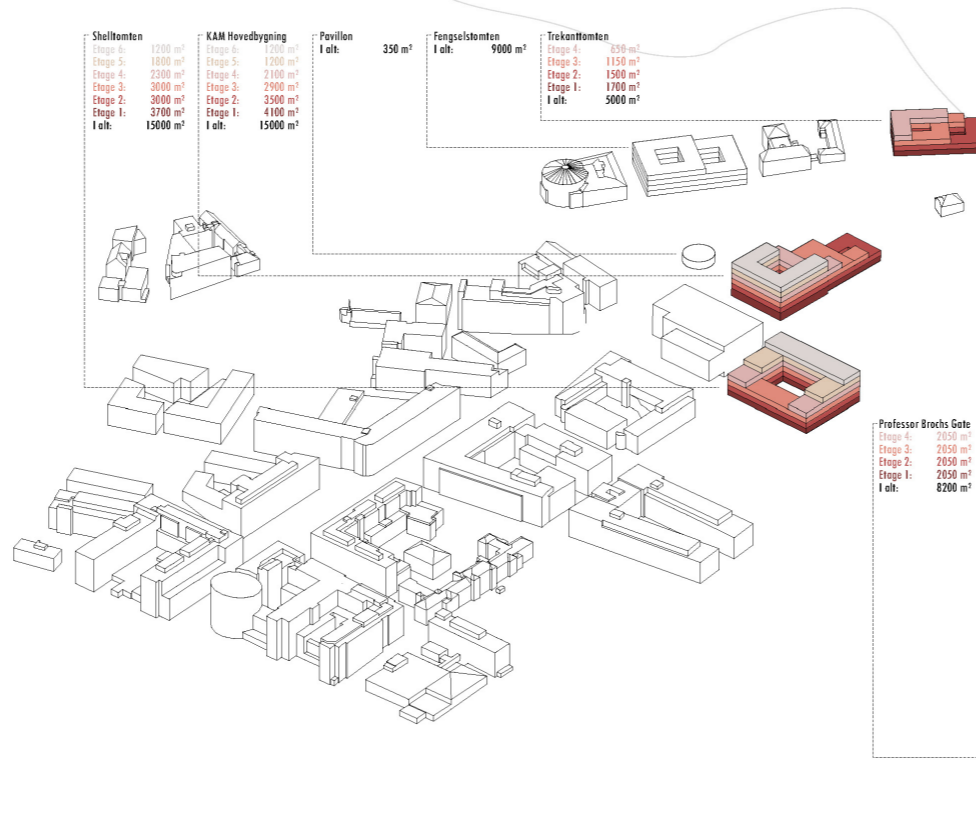 Shelltomten
Etage 6: 1200 m²
Etage 5: 1800 m²
Etage 4: 2300 m²
Etage 3: 3000 m²
Etage 2: 3000 m²
Etage 1: 3700 m²
I alt: 15000 m²
KAM Hovedbygning
Etage 6: 1200 m²
Etage 5: 1200 m²
Etage 4: 2100 m²
Etage 3: 2900 m²
Etage 2: 3500 m²
Etage 1: 4100 m²
I alt: 15000 m²
Pavillon
I alt: 350 m²
Fengselstomten
I alt: 9000 m²
Trekanttomten
Etage 4: 650 m²
Etage 3: 1150 m²
Etage 2: 1500 m²
Etage 1: 1700 m²
I alt: 5000 m²
Professor Brochs Gate
Etage 4: 2050 m²
Etage 3: 2050 m²
Etage 2: 2050 m²
Etage 1: 2050 m²
I alt: 8200 m²